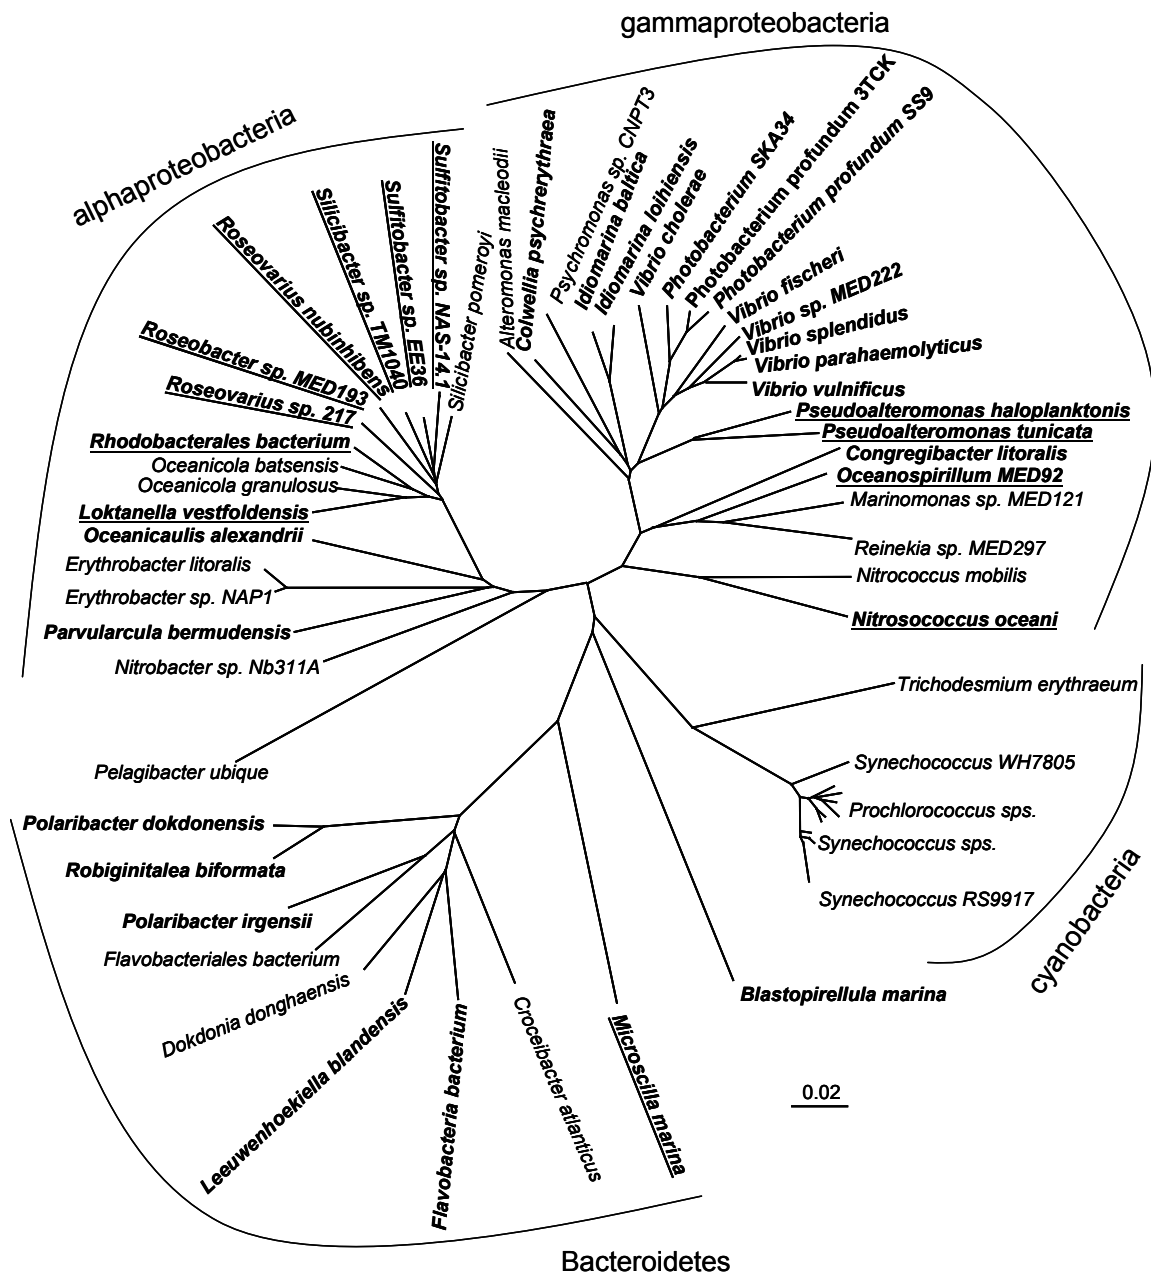 gammaproteobacteria
alphaproteobacteria
Roseovarius nubinhibens
Silicibacter sp. TM1040
Sulfitobacter sp. EE36
Sulfitobacter sp. NAS-14.1
Silicibacter pomeroyi
Alteromonas macleodii
Colwellia psychrerythraea
Psychromonas sp. CNPT3
Idiomarina baltica
Idiomarina loihiensis
Vibrio cholerae
Photobacterium SKA34
Photobacterium profundum 3TCK
Photobacterium profundum SS9
Vibrio fischeri
Vibrio sp. MED222
Vibrio splendidus
Vibrio parahaemolyticus
Vibrio vulnificus
Pseudoalteromonas haloplanktonis
Pseudoalteromonas tunicata
Congregibacter litoralis
Oceanospirillum MED92
Marinomonas sp. MED121
Reinekia sp. MED297
Nitrococcus mobilis
Nitrosococcus oceani
Roseobacter sp. MED193
Roseovarius sp. 217
Rhodobacterales bacterium
Oceanicola batsensis
Oceanicola granulosus
Loktanella vestfoldensis
Oceanicaulis alexandrii
Erythrobacter litoralis
Erythrobacter sp. NAP1
Parvularcula bermudensis
Nitrobacter sp. Nb311A
Pelagibacter ubique
Trichodesmium erythraeum
Synechococcus WH7805
Prochlorococcus sps.
Synechococcus sps.
Synechococcus RS9917
cyanobacteria
Blastopirellula marina
Polaribacter dokdonensis
Robiginitalea biformata
Polaribacter irgensii
Flavobacteriales bacterium
Dokdonia donghaensis
Leeuwenhoekiella blandensis
Flavobacteria bacterium
Croceibacter atlanticus
Microscilla marina
0.02
Bacteroidetes